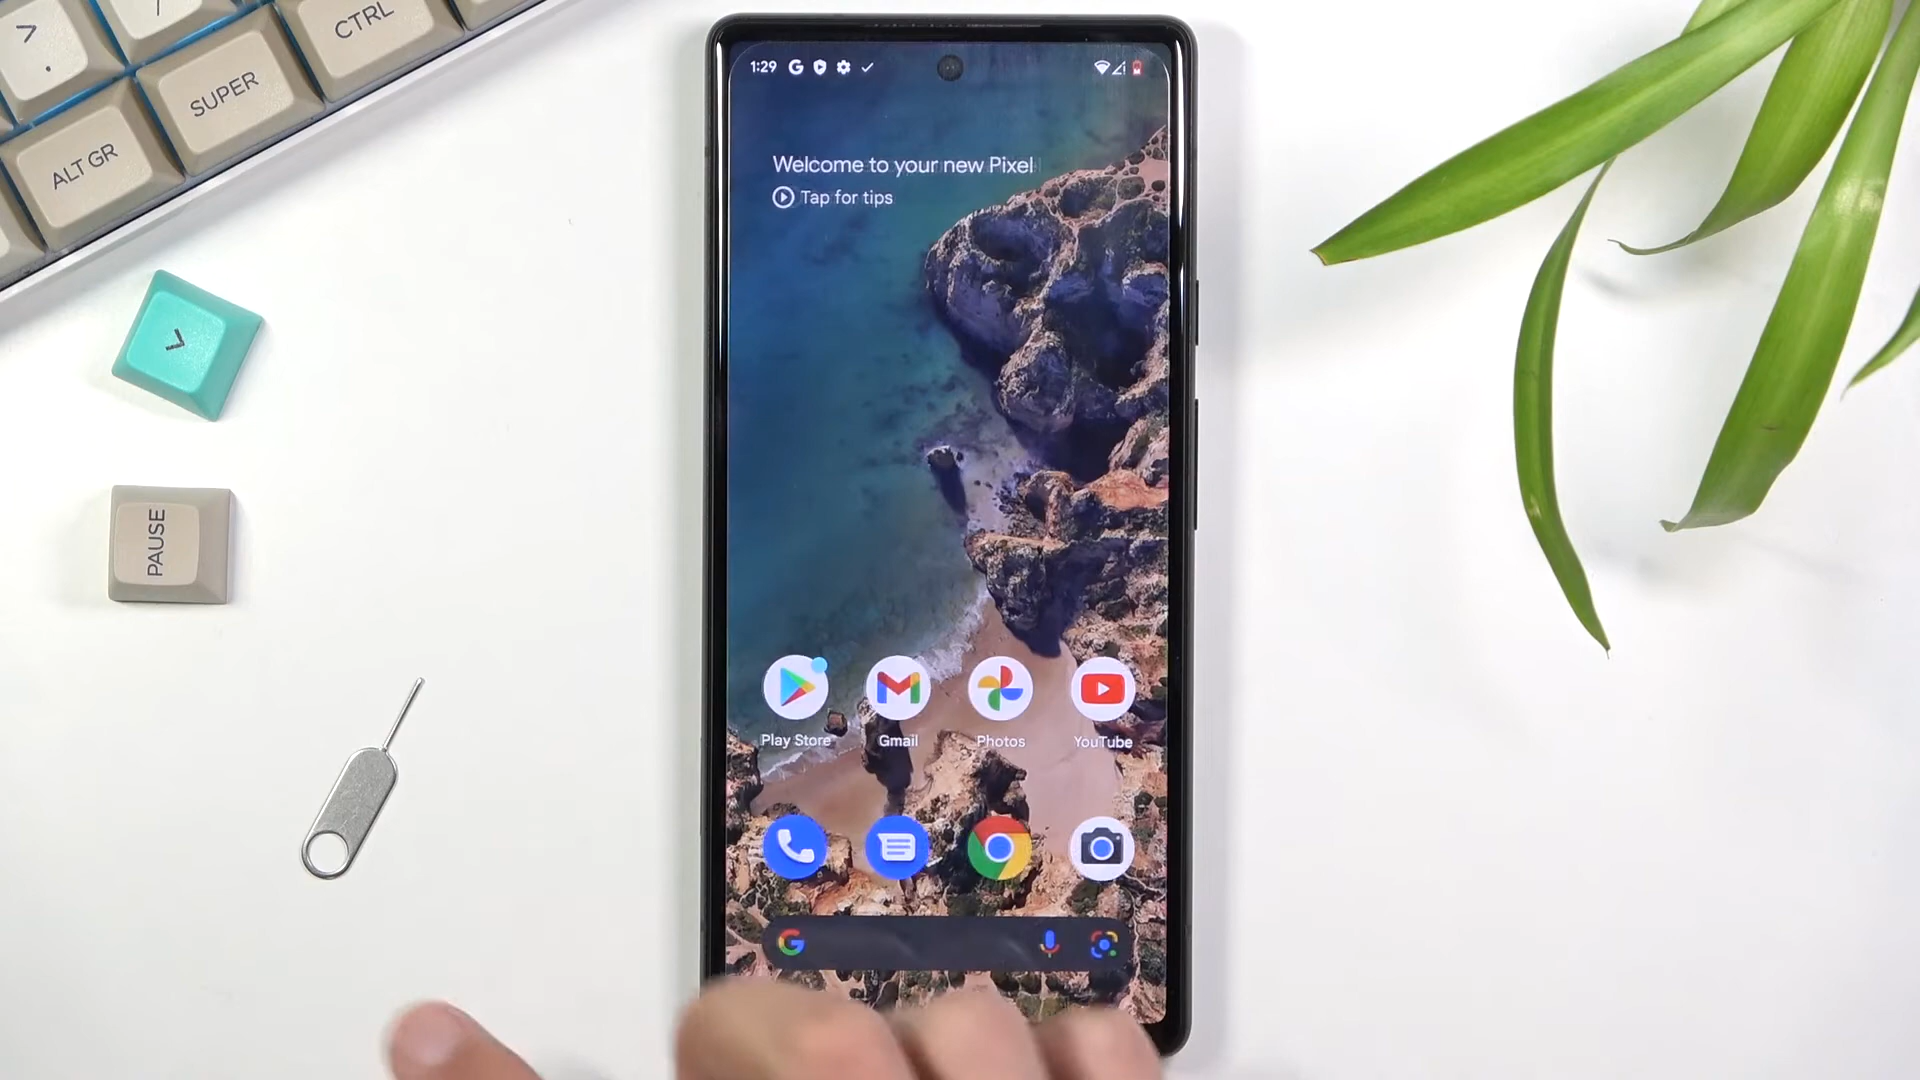 >
.
/
CTRL
SUPER
ALT GR
PAUSE
1:29
Welcome to your new Pixel
Tap for tips
Play Store
Gmail
Photos
YouTube